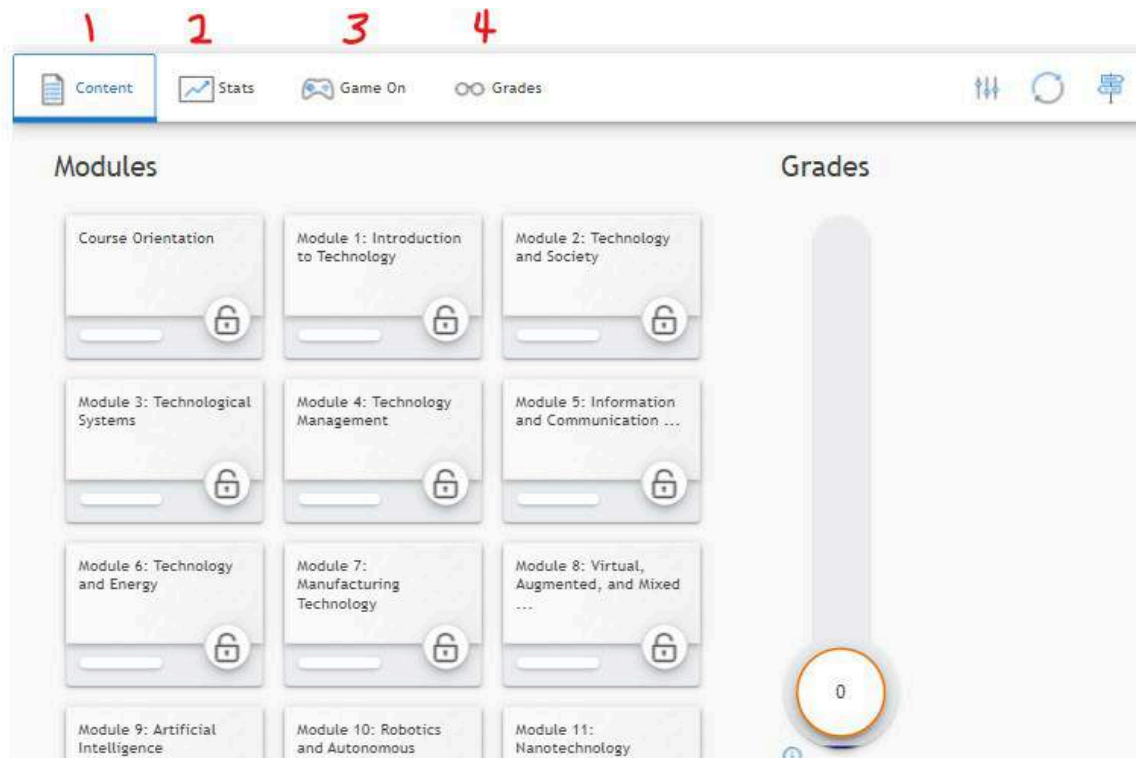 1 2 3 4
Content Stats Game On Grades
Modules
Grades
Course Orientation
Module 1: Introduction
to Technology
Module 2: Technology
and Society
Module 3: Technological
Systems
Module 4: Technology
Management
Module 5: Information
and Communication ...
Module 6: Technology
and Energy
Module 7:
Manufacturing
Technology
Module 8: Virtual,
Augmented, and Mixed
...
0
Module 9: Artificial
Intelligence
Module 10: Robotics
and Autonomous
Module 11:
Nanotechnology